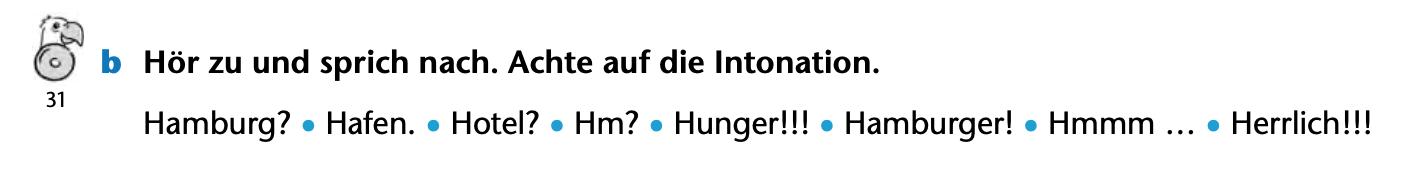 b Hör zu und sprich nach. Achte auf die Intonation.
31
Hamburg? • Hafen. • Hotel? • Hm? • Hunger!!! • Hamburger! • Hmmm … • Herrlich!!!